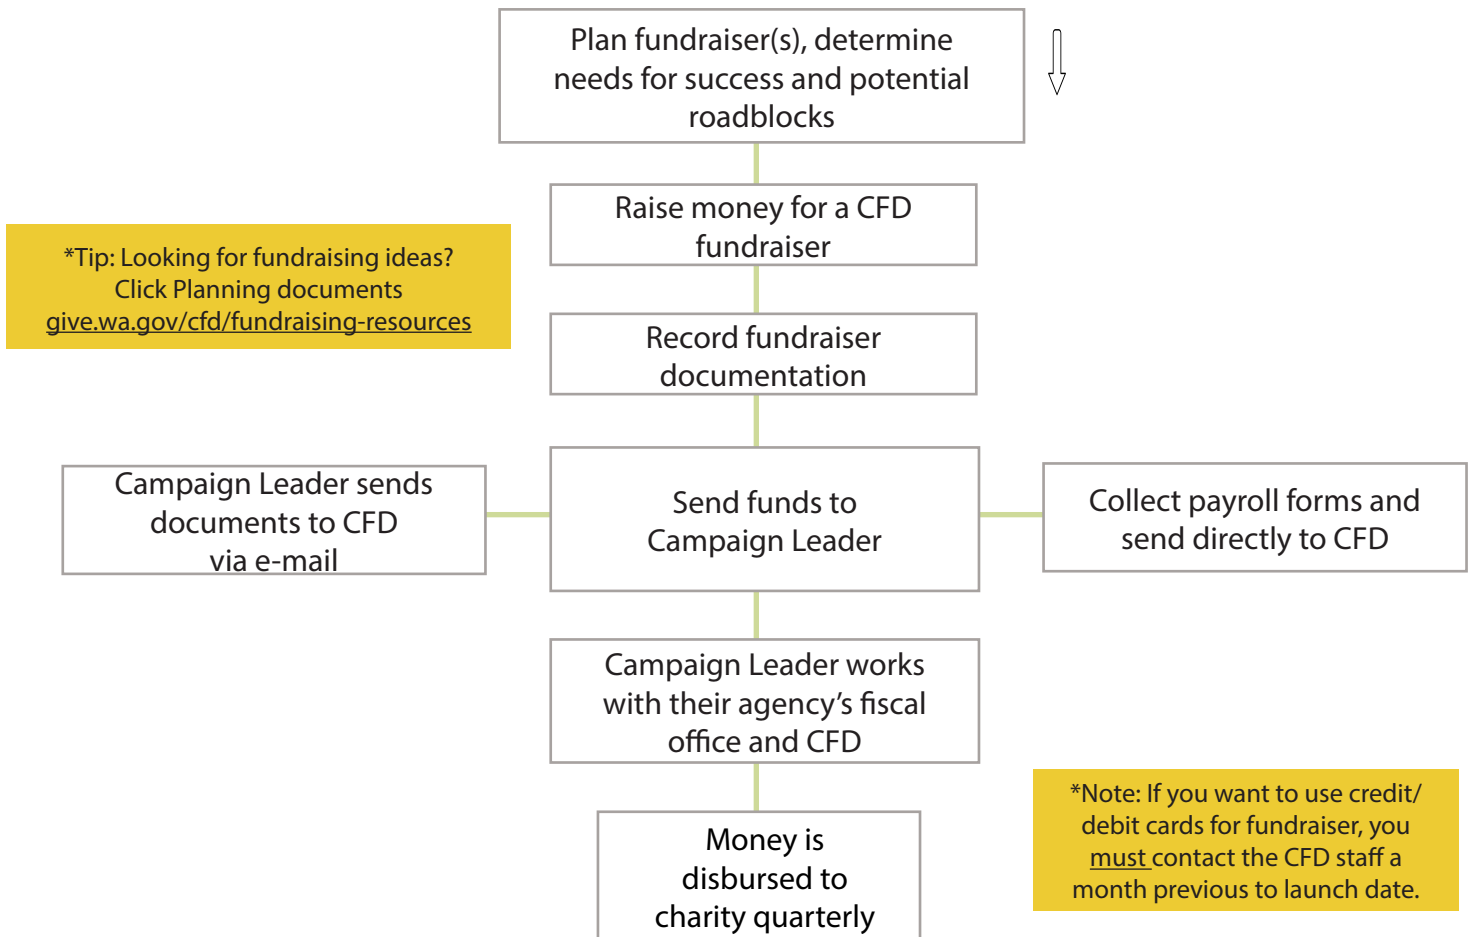 Plan fundraiser(s), determine
needs for success and potential
roadblocks
Raise money for a CFD
fundraiser
*Tip: Looking for fundraising ideas?
Click Planning documents
give.wa.gov/cfd/fundraising-resources
Record fundraiser
documentation
Campaign Leader sends
documents to CFD
via e-mail
Send funds to
Campaign Leader
Collect payroll forms and
send directly to CFD
Campaign Leader works
with their agency’s fiscal
office and CFD
*Note: If you want to use credit/
debit cards for fundraiser, you
must contact the CFD staff a
month previous to launch date.
Money is
disbursed to
charity quarterly